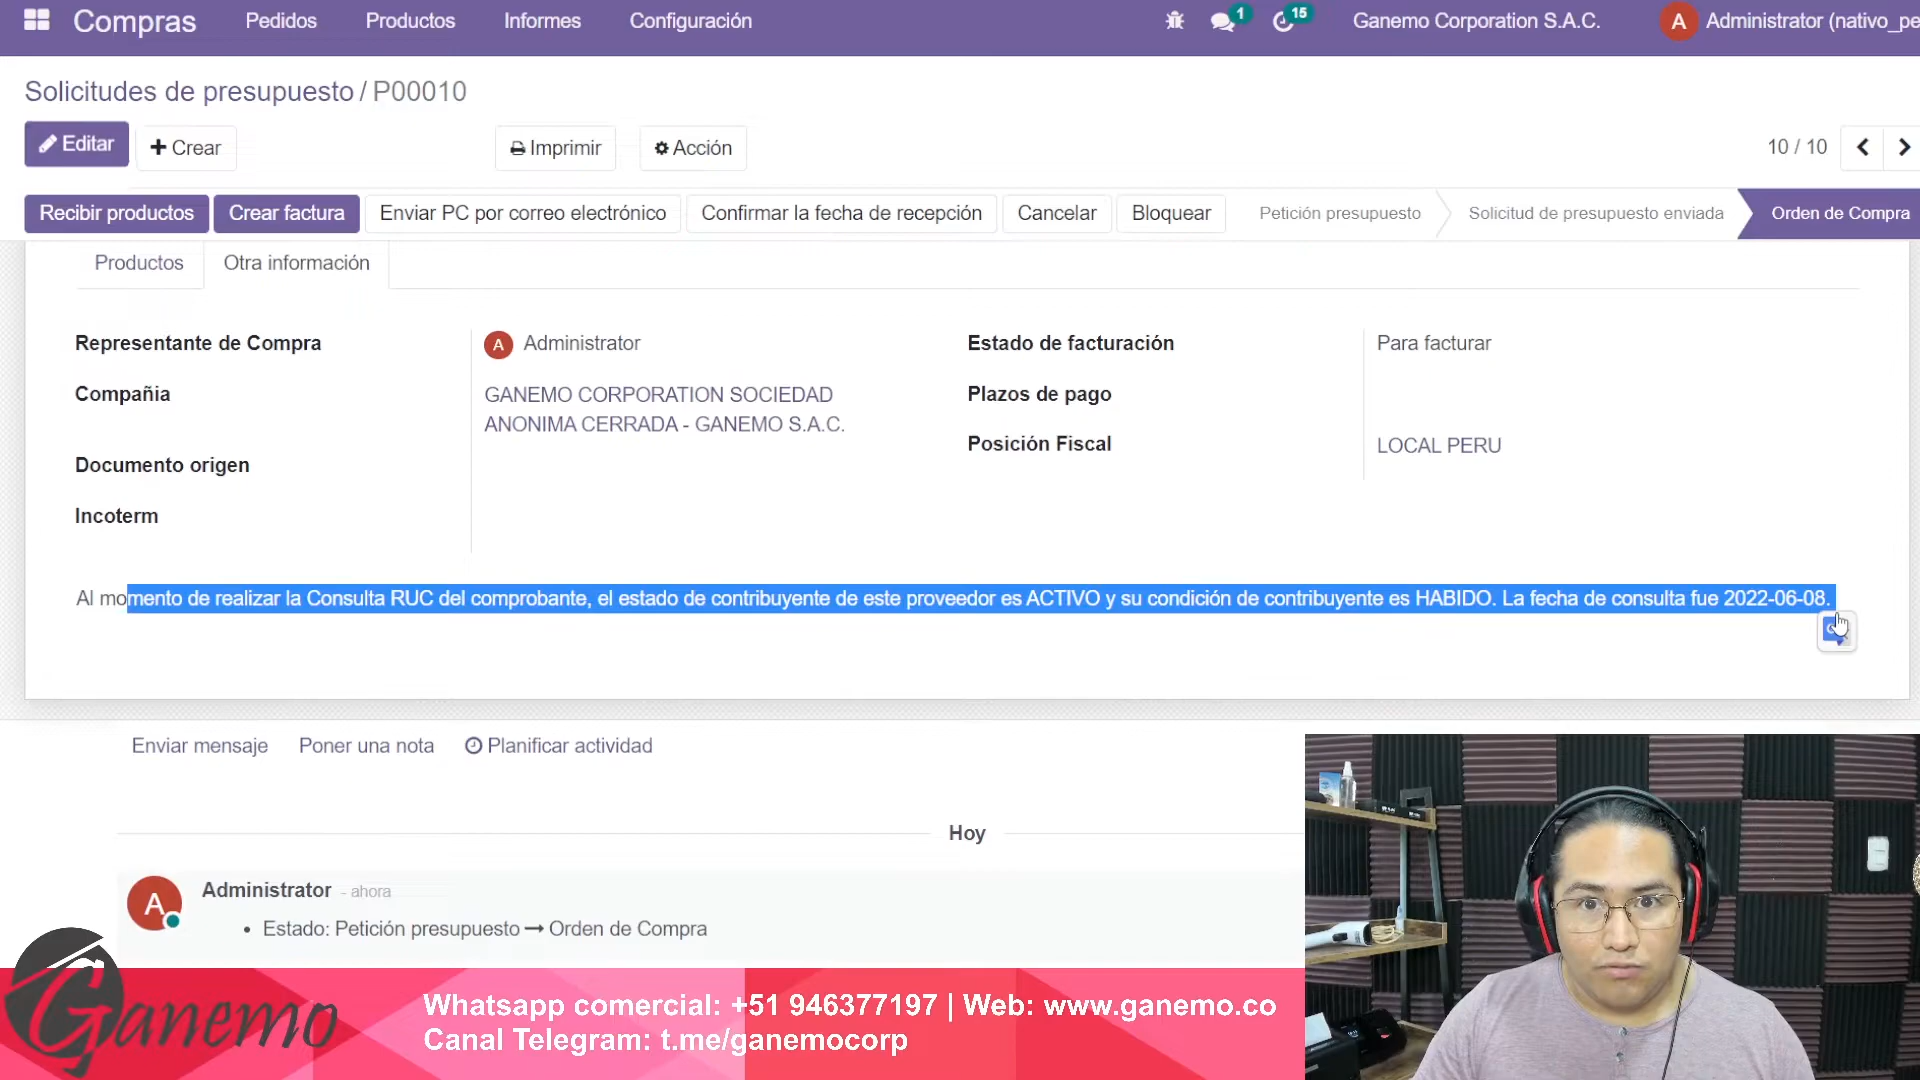 Compras Pedidos Productos Informes Configuración 1 15 Ganemo Corporation S.A.C. A Administrator (nativo_pe
Solicitudes de presupuesto / P00010
Editar Crear Imprimir Acción 10 / 10
Recibir productos Crear factura Enviar PC por correo electrónico Confirmar la fecha de recepción Cancelar Bloquear Petición presupuesto Solicitud de presupuesto enviada Orden de Compra
Productos Otra información
Representante de Compra A Administrator Estado de facturación Para facturar
Compañia GANEMO CORPORATION SOCIEDAD Plazos de pago
ANONIMA CERRADA - GANEMO S.A.C.
Posición Fiscal LOCAL PERU
Documento origen
Incoterm
Al momento de realizar la Consulta RUC del comprobante, el estado de contribuyente de este proveedor es ACTIVO y su condición de contribuyente es HABIDO. La fecha de consulta fue 2022-06-08.
Enviar mensaje Poner una nota Planificar actividad
Hoy
A Administrator - ahora
• Estado: Petición presupuesto → Orden de Compra
Ganemo
Whatsapp comercial: +51 946377197 | Web: www.ganemo.co
Canal Telegram: t.me/ganemocorp